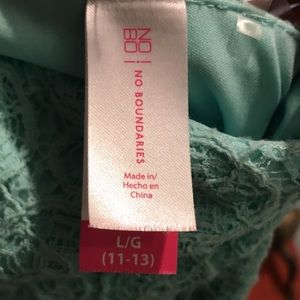 NO!
BO!
NO BOUNDARIES
Made in/
Hecho en
China
L/G
(11-13)